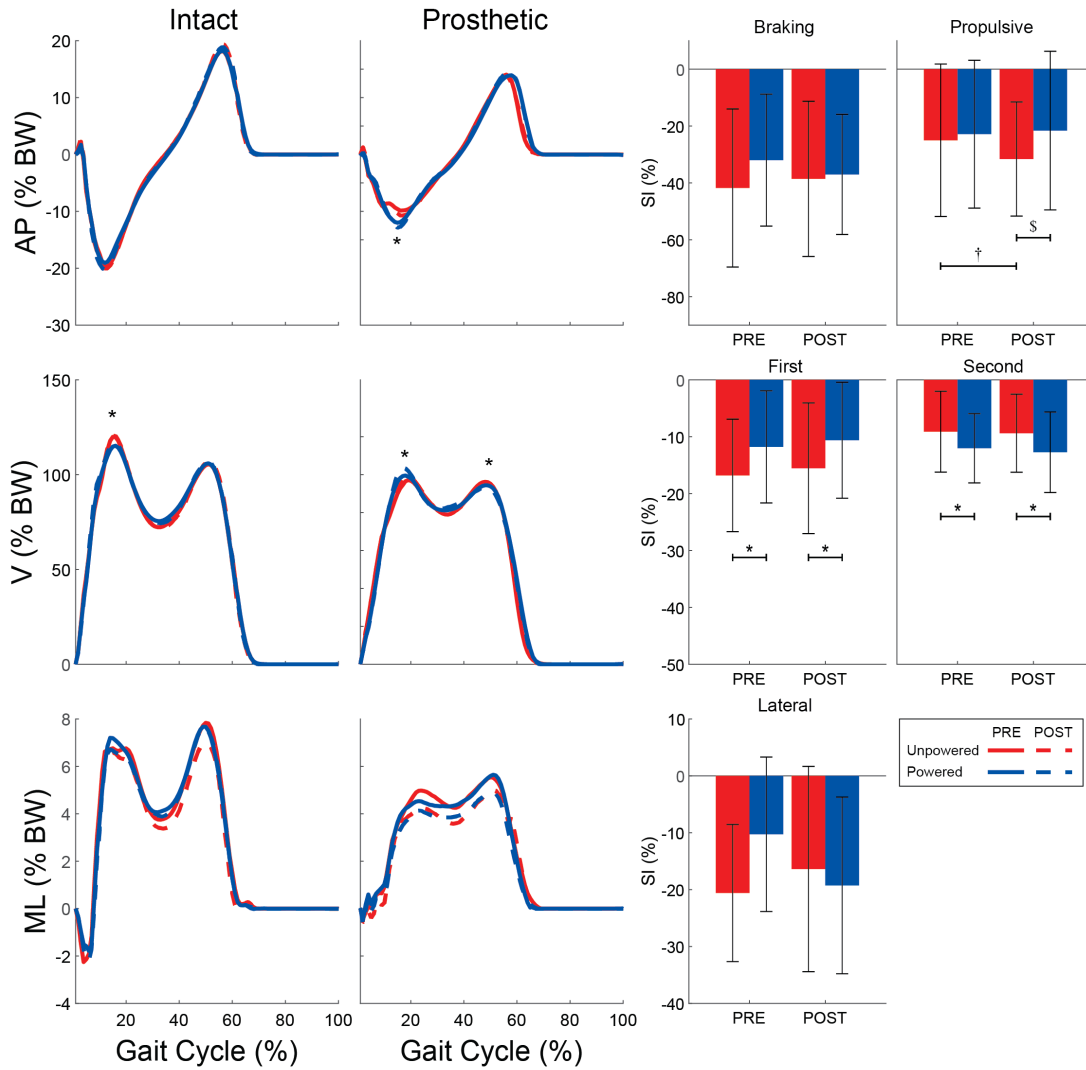 Intact
Prosthetic
Braking
Propulsive
AP (% BW)
20
10
0
-10
-20
-30
*
SI (%)
0
-20
-40
-60
-80
†
$
PRE
POST
PRE
POST
V (% BW)
150
100
50
0
*
*
*
First
Second
SI (%)
0
-10
-20
-30
-40
-50
*
*
*
*
PRE
POST
PRE
POST
ML (% BW)
8
6
4
2
0
-2
-4
20
40
60
80
100
20
40
60
80
100
Gait Cycle (%)
Gait Cycle (%)
Lateral
SI (%)
10
0
-10
-20
-30
-40
PRE
POST
PRE POST
Unpowered
Powered